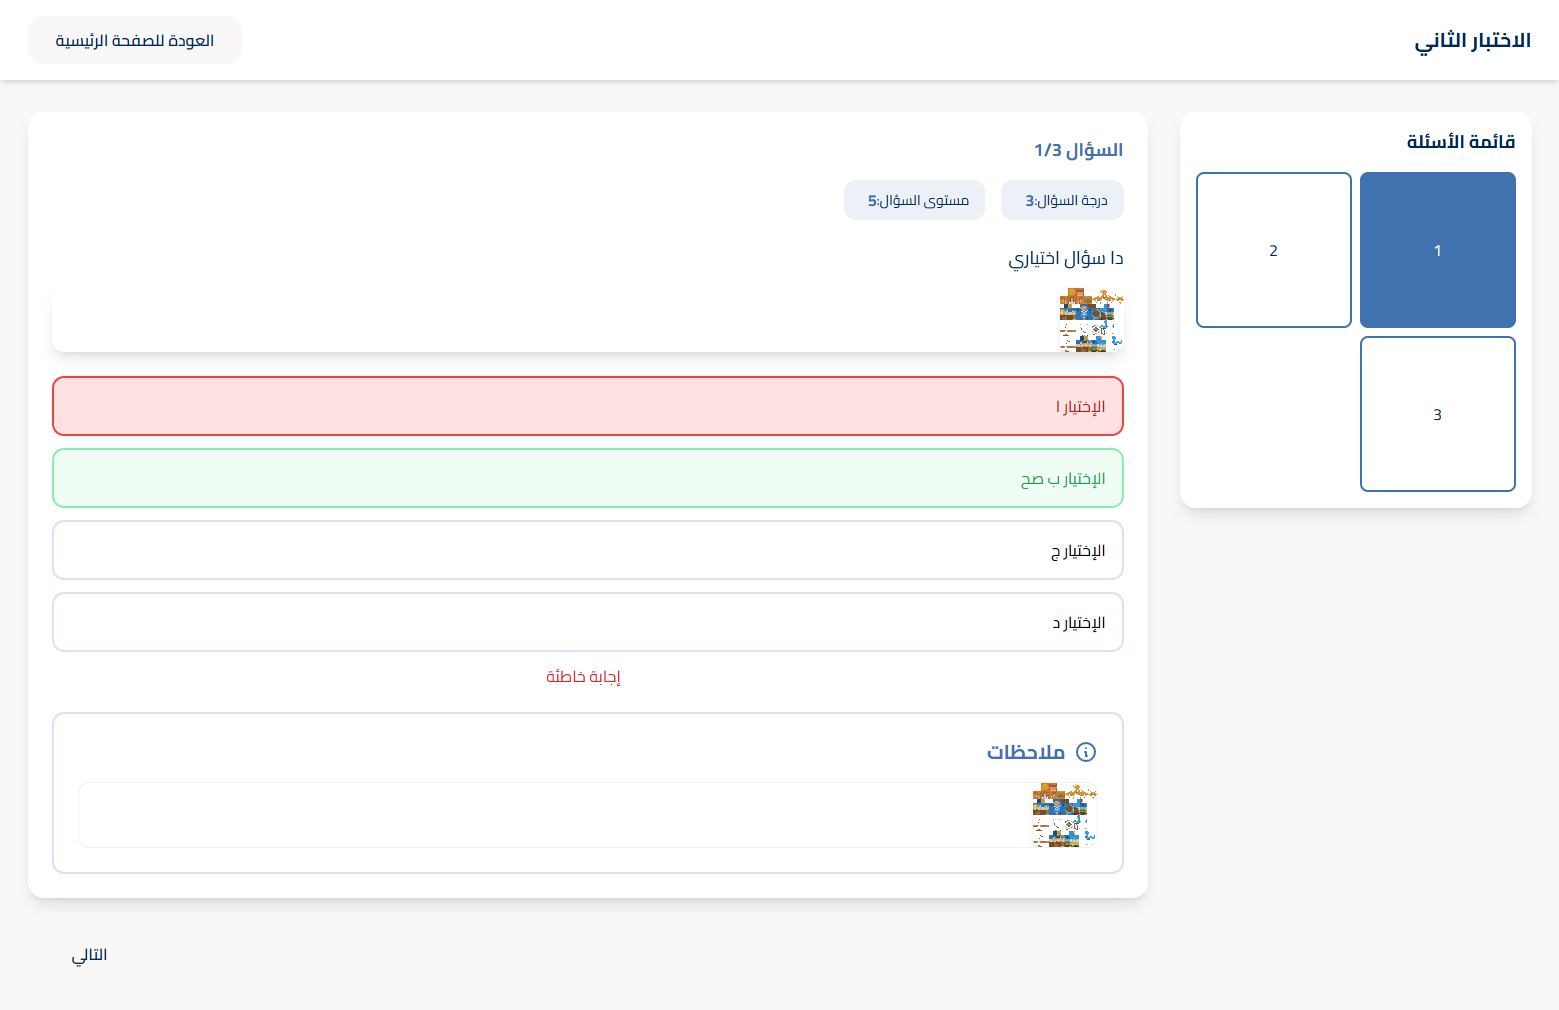 الاختبار الثاني
العودة للصفحة الرئيسية
قائمة الأسئلة
1
2
3
السؤال 1/3
درجة السؤال:3
مستوى السؤال:5
دا سؤال اختياري
الإختيار ا
الإختيار ب صح
الإختيار ج
الإختيار د
إجابة خاطئة
ملاحظات
التالي